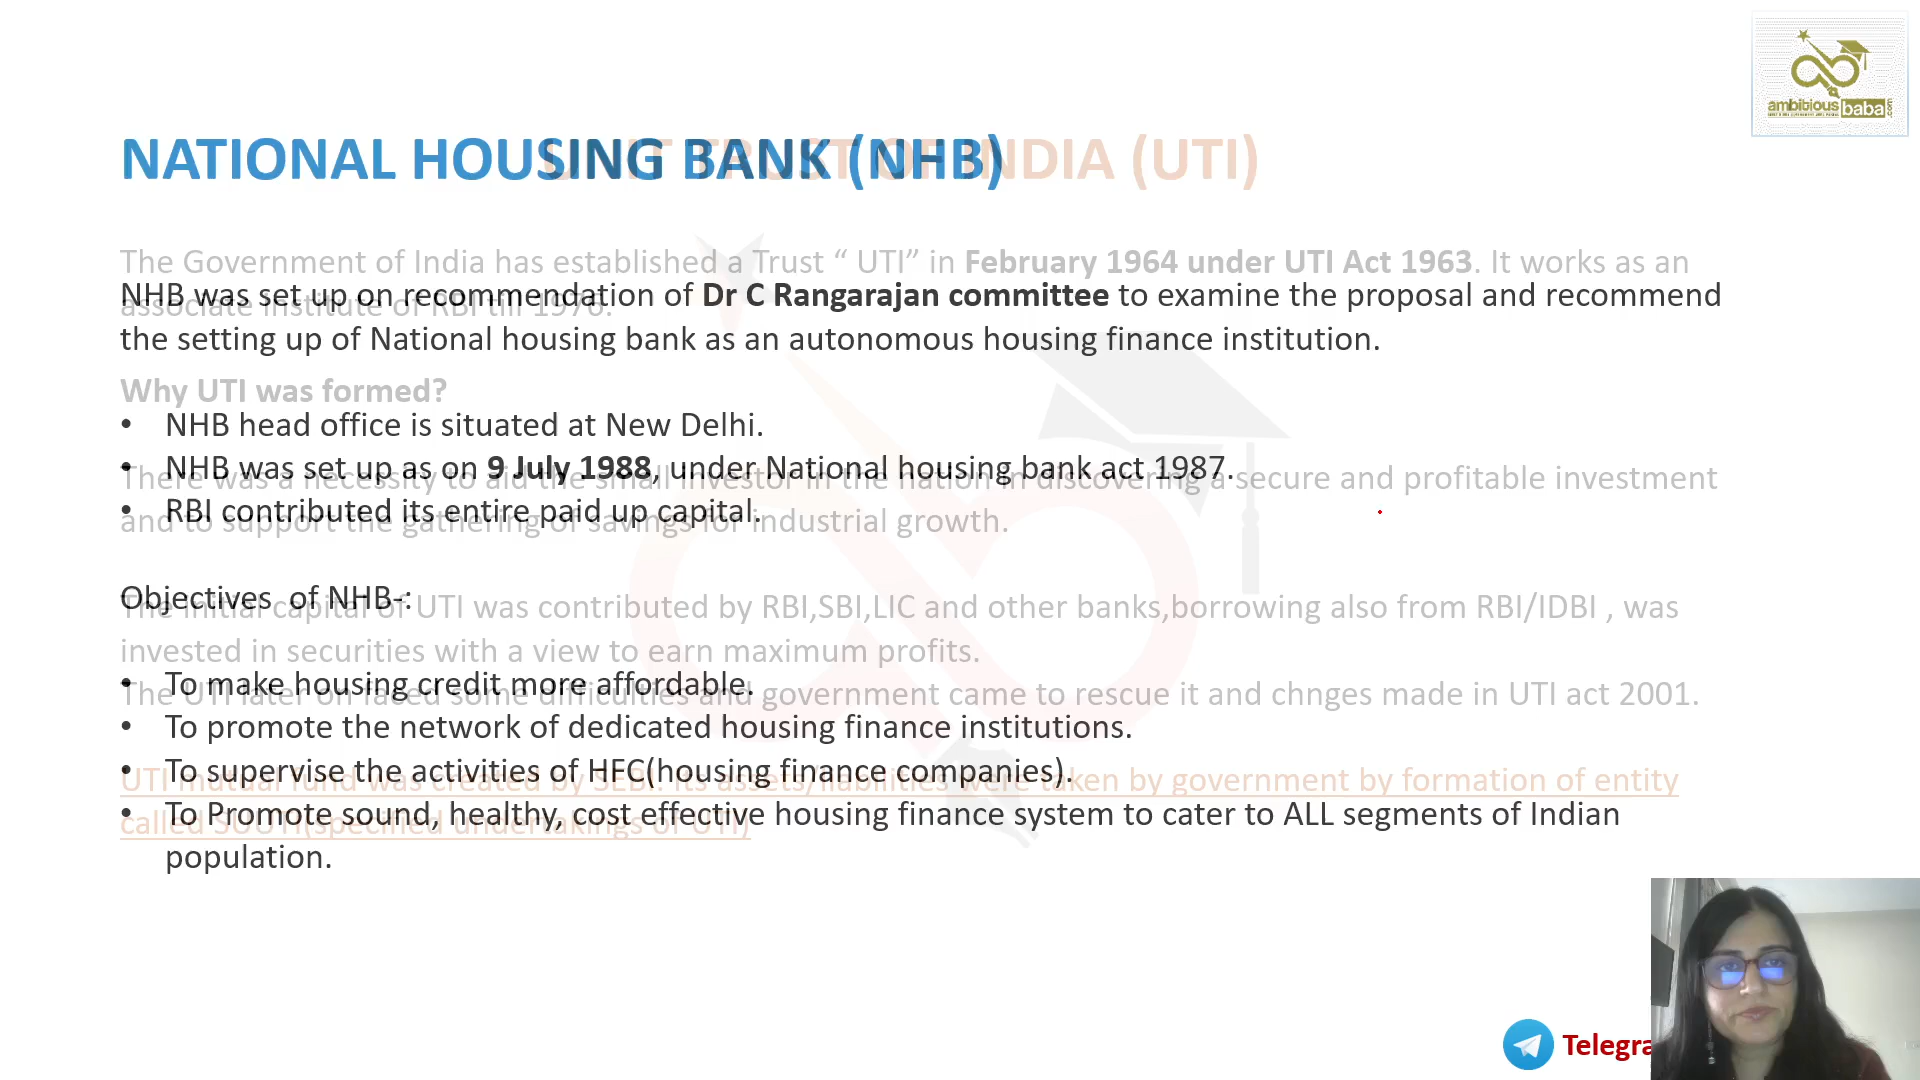 ambitiousbaba
NATIONAL HOUSING BANK (NHB)
UNIT TRUST OF INDIA (UTI)
The Government of India has established a Trust “ UTI” in February 1964 under UTI Act 1963. It works as an
associate institute of RBI till 1976.
NHB was set up on recommendation of Dr C Rangarajan committee to examine the proposal and recommend
the setting up of National housing bank as an autonomous housing finance institution.
Why UTI was formed?
• NHB head office is situated at New Delhi.
• NHB was set up as on 9 July 1988, under National housing bank act 1987.
There was a necessity to aid the small investor in the nation in discovering a secure and profitable investment
• RBI contributed its entire paid up capital.
and to support the gathering of savings for industrial growth.
Objectives of NHB-:
The initial capital of UTI was contributed by RBI,SBI,LIC and other banks,borrowing also from RBI/IDBI , was
invested in securities with a view to earn maximum profits.
• To make housing credit more affordable.
The UTI later on faced some difficulties and government came to rescue it and chnges made in UTI act 2001.
• To promote the network of dedicated housing finance institutions.
• To supervise the activities of HFC(housing finance companies).
UTI mutual fund was created by SEBI. Its assets/liabilities were taken by government by formation of entity
• To Promote sound, healthy, cost effective housing finance system to cater to ALL segments of Indian
called SUUTI(specified undertakings of UTI)
population.
Telegra